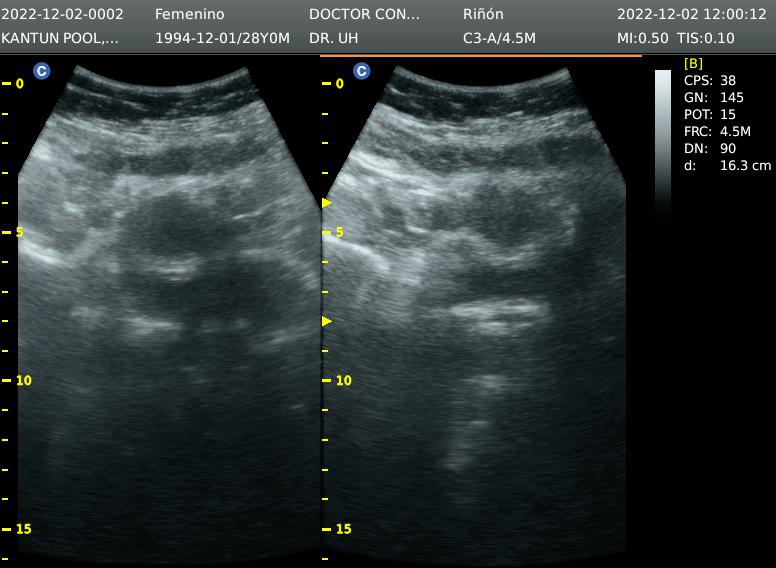 2022-12-02-0002 Femenino DOCTOR CON... Riñón 2022-12-02 12:00:12
KANTUN POOL,... 1994-12-01/28Y0M DR. UH C3-A/4.5M MI:0.50 TIS:0.10
C C [B]
0 0 CPS: 38
GN: 145
POT: 15
FRC: 4.5M
DN: 90
d: 16.3 cm
5 5
10 10
15 15